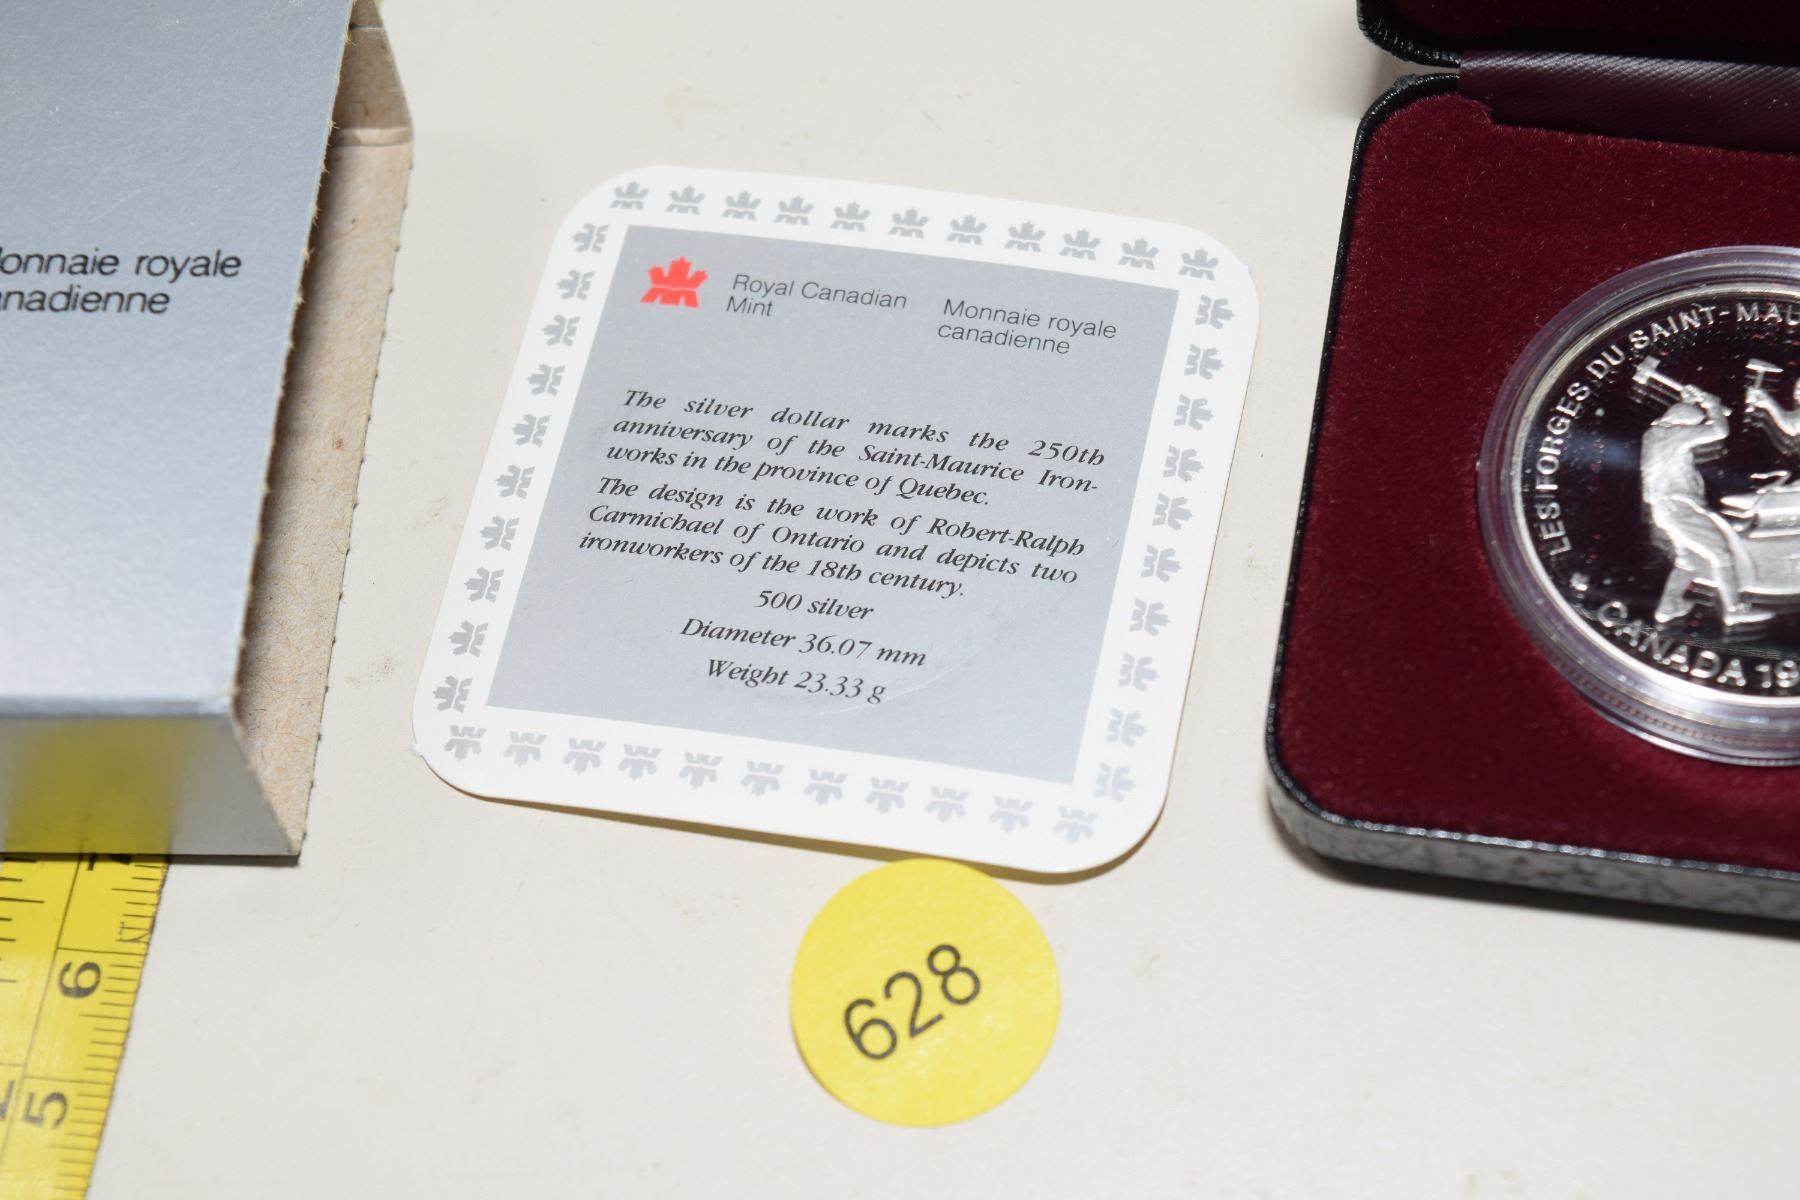 royale
Royal Canadian
Mint
Monnaie royale
canadienne
The silver dollar marks the 250th
anniversary of the Saint-Maurice Iron-
works in the province of Quebec.
The design is the work of Robert-Ralph
Carmichael of Ontario and depicts two
ironworkers of the 18th century.
500 silver
Diameter 36.07 mm
Weight 23.33 g
LES FORGES DU SAINT-MAU
CANADA 19
628
6
5